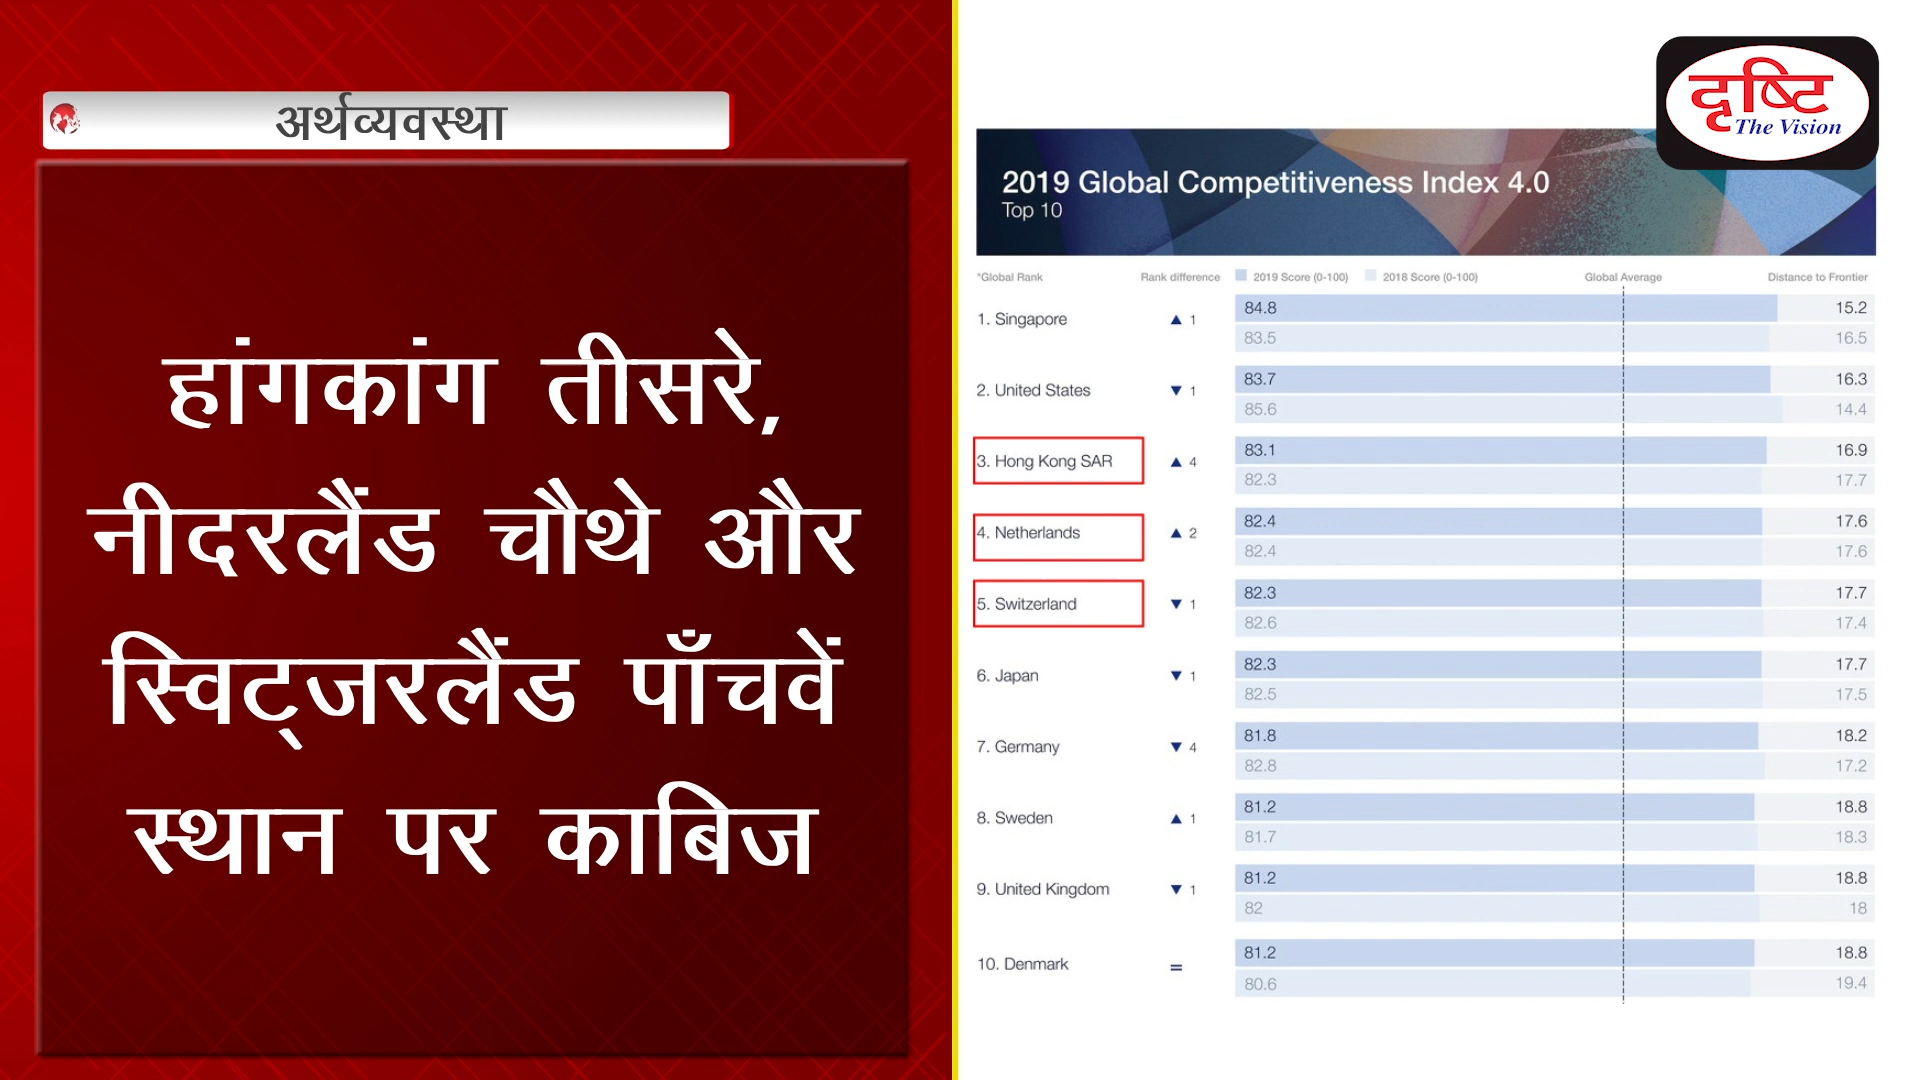 अर्थव्यवस्था
हांगकांग तीसरे,
नीदरलैंड चौथे और
स्विट्ज़रलैंड पाँचवें
स्थान पर काबिज
दृष्टि
The Vision
2019 Global Competitiveness Index 4.0
Top 10
*Global Rank Rank difference 2019 Score (0-100) 2018 Score (0-100) Global Average Distance to Frontier
1. Singapore ▲ 1 84.8 15.2
83.5 16.5
2. United States ▼ 1 83.7 16.3
85.6 14.4
3. Hong Kong SAR ▲ 4 83.1 16.9
82.3 17.7
4. Netherlands ▲ 2 82.4 17.6
82.4 17.6
5. Switzerland ▼ 1 82.3 17.7
82.6 17.4
6. Japan ▼ 1 82.3 17.7
82.5 17.5
7. Germany ▼ 4 81.8 18.2
82.8 17.2
8. Sweden ▲ 1 81.2 18.8
81.7 18.3
9. United Kingdom ▼ 1 81.2 18.8
82 18
10. Denmark = 81.2 18.8
80.6 19.4